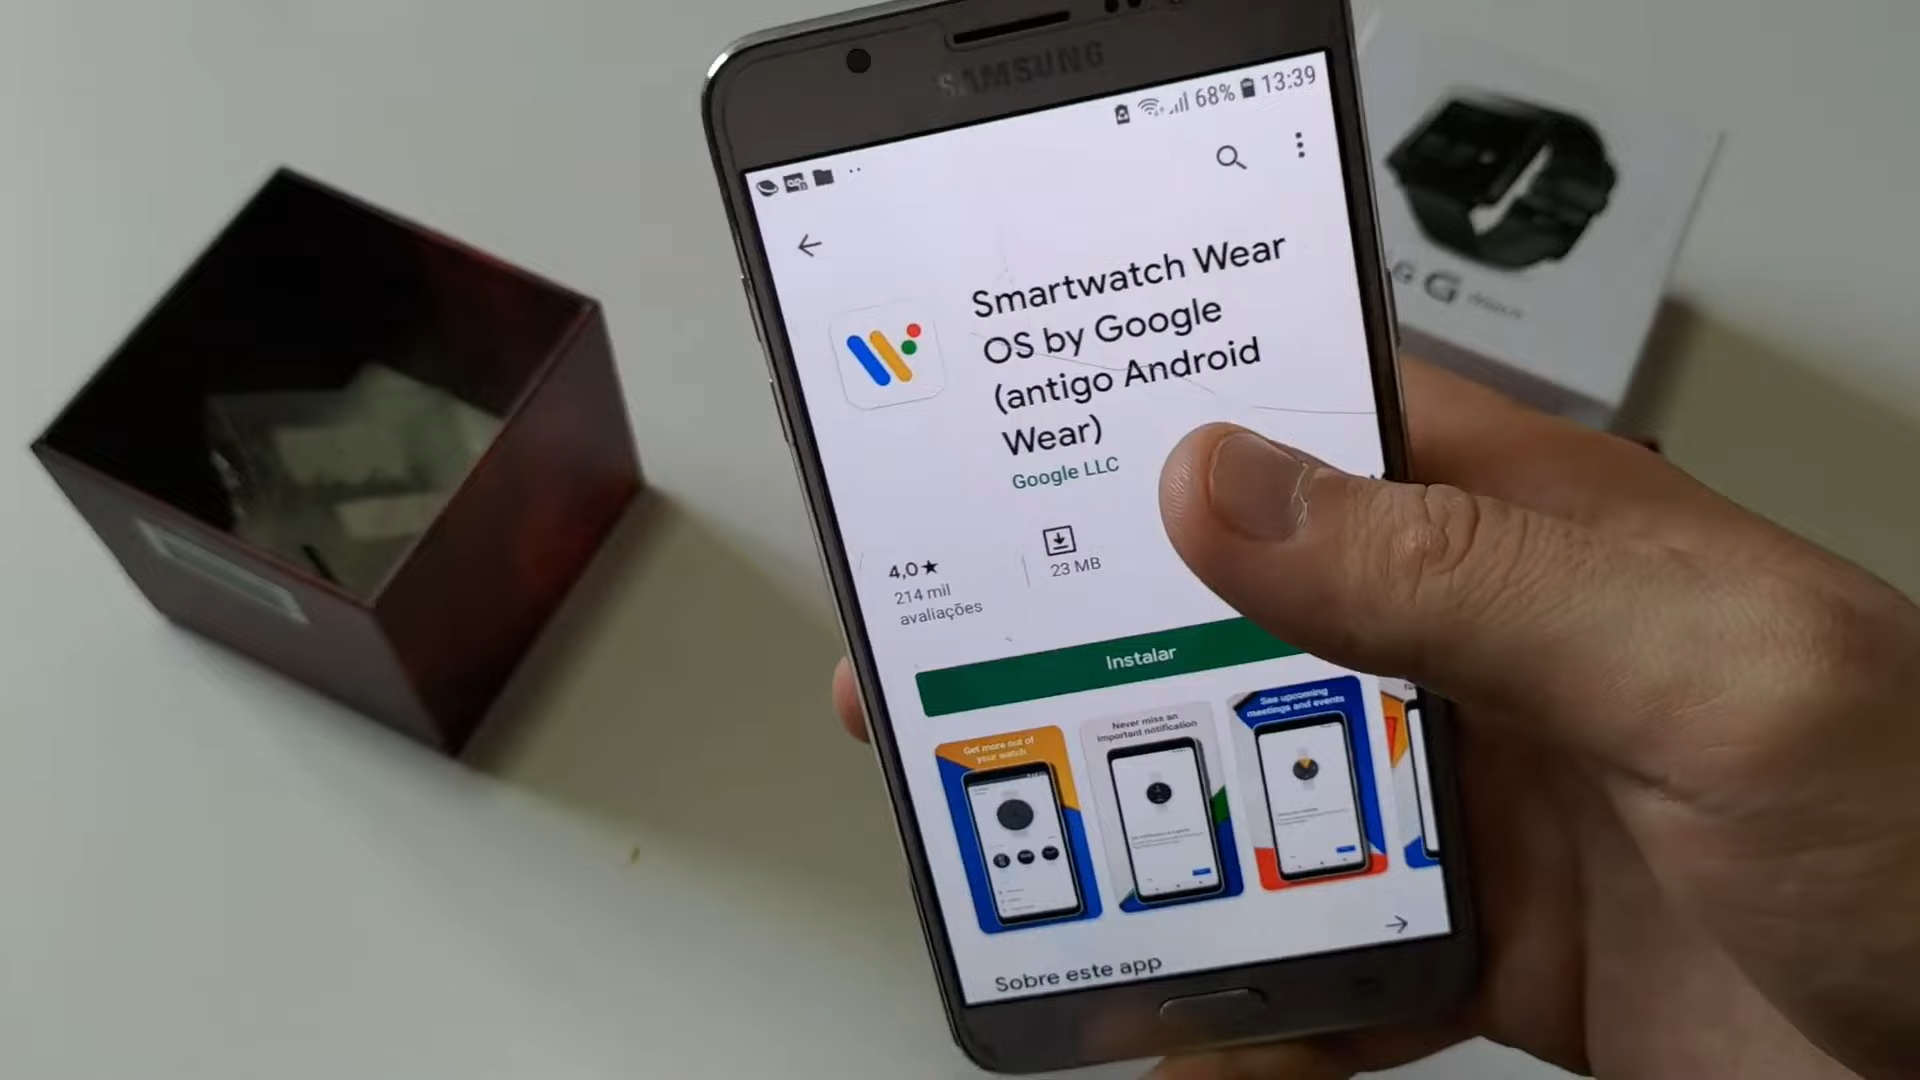 SAMSUNG
68% 13:39
Smartwatch Wear
OS by Google
(antigo Android
Wear)
Google LLC
4,0★
214 mil
avaliações
23 MB
Instalar
Get more out of
your watch
Never miss an
important notification
See upcoming
meetings and events
Sobre este app
G G